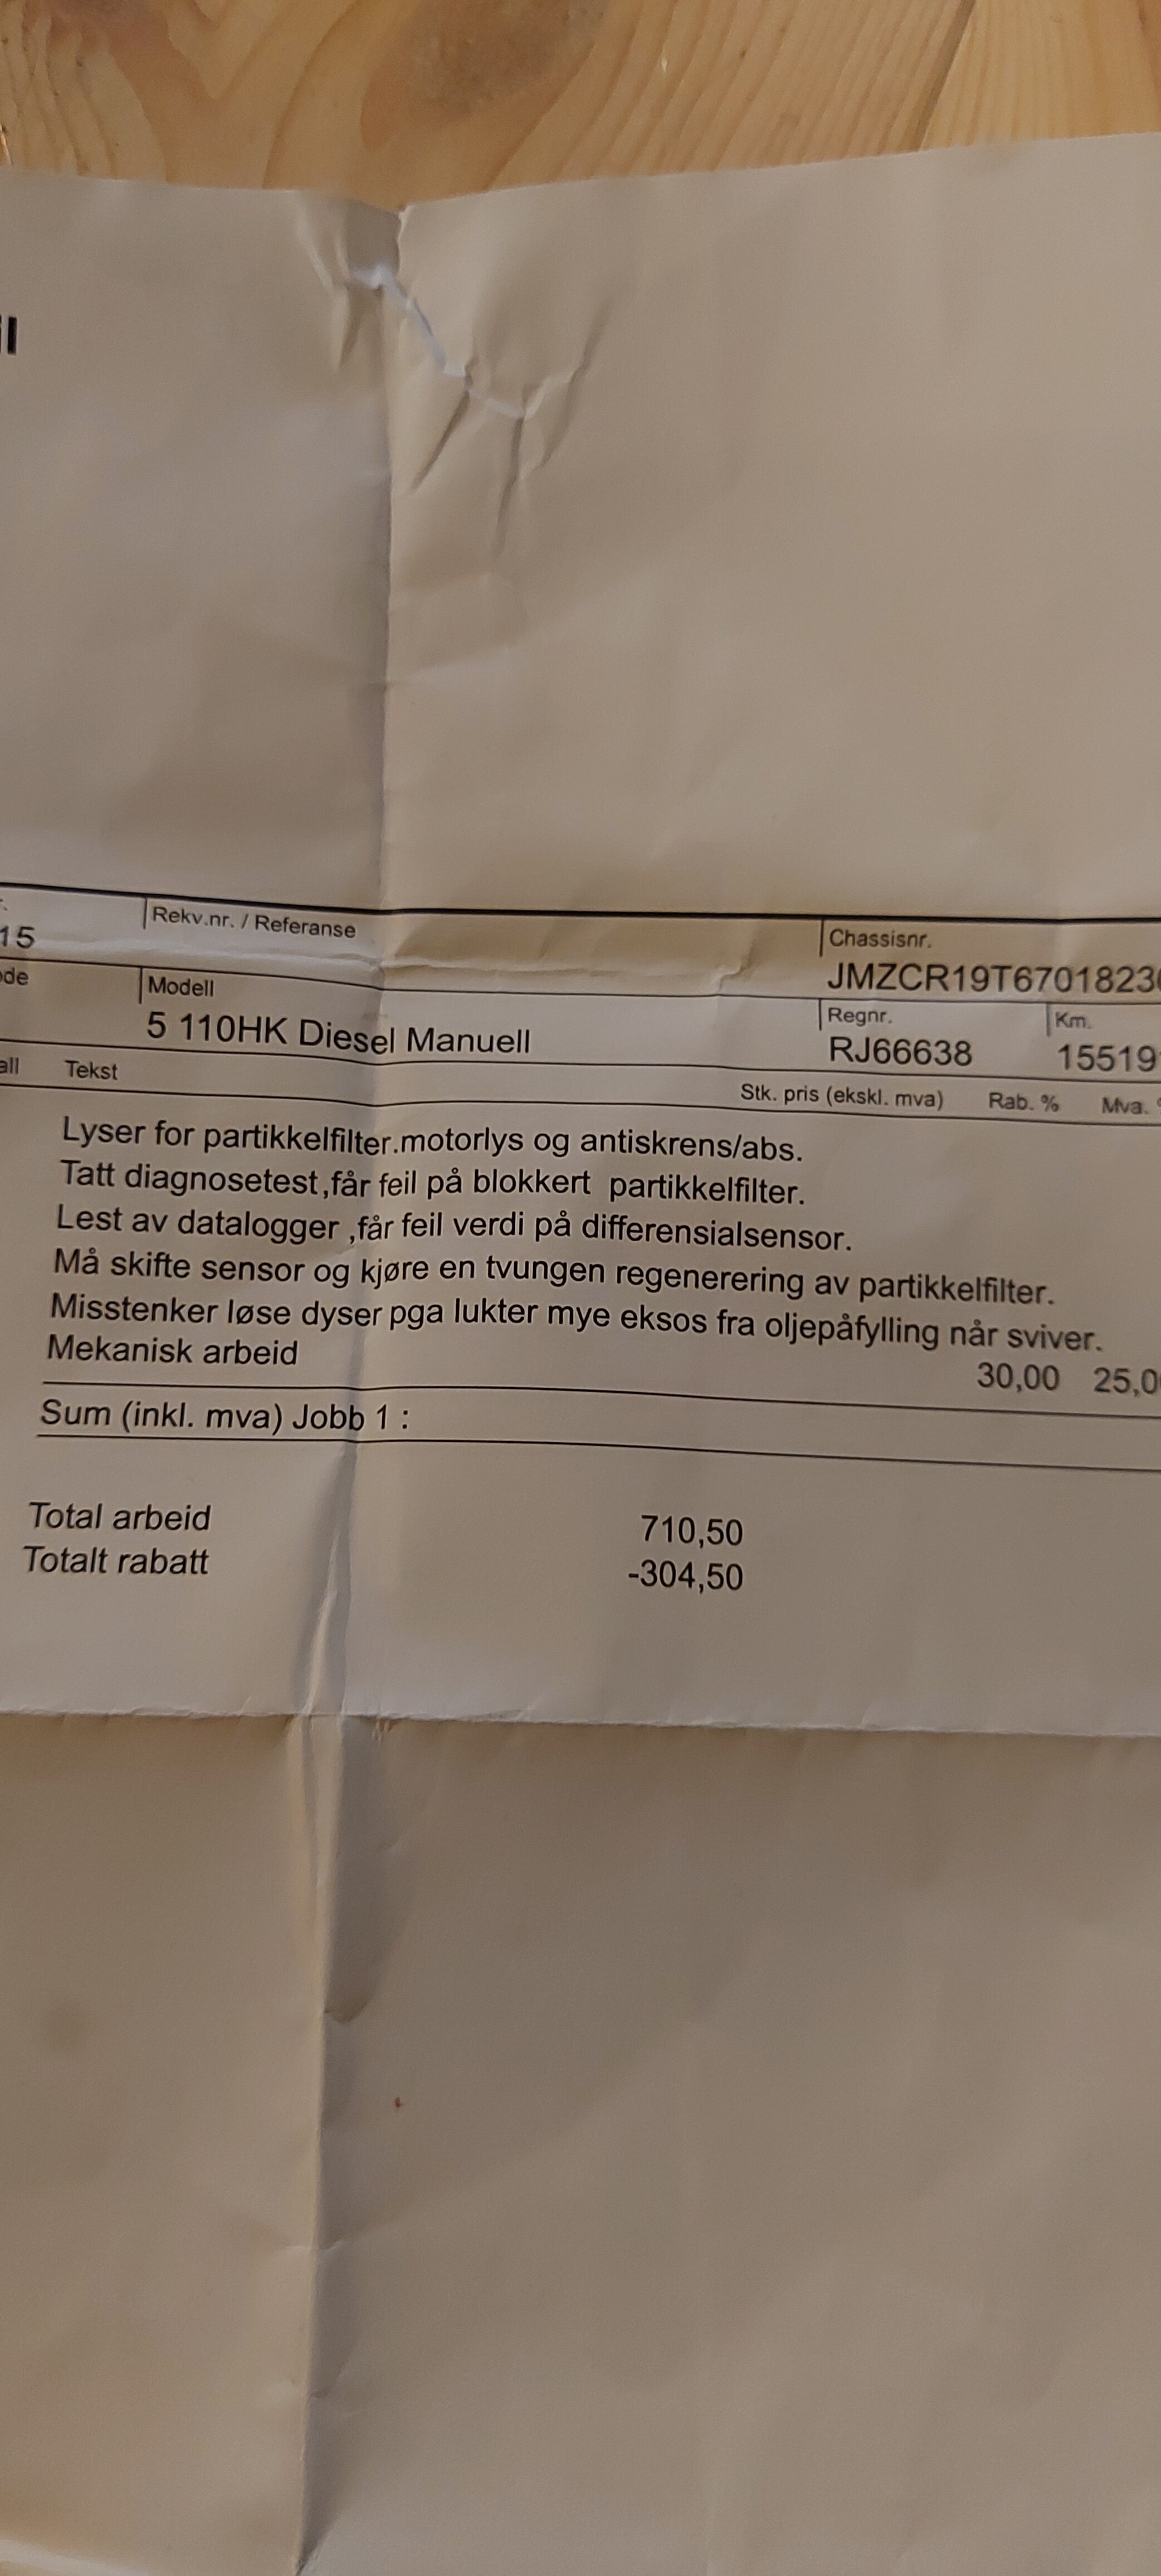 Rekv.nr. / Referanse
Chassisnr.
15
JMZCR19T6701823
Modell
Regnr.
Km.
5 110HK Diesel Manuell
RJ66638
15519
Tekst
Stk. pris (ekskl. mva)
Rab. %
Mva.
Lyser for partikkelfilter.motorlys og antiskrens/abs.
Tatt diagnosetest,får feil på blokkert partikkelfilter.
Lest av datalogger ,får feil verdi på differensialsensor.
Må skifte sensor og kjøre en tvungen regenerering av partikkelfilter.
Misstenker løse dyser pga lukter mye eksos fra oljepåfylling når sviver.
Mekanisk arbeid
30,00 25,0
Sum (inkl. mva) Jobb 1 :
Total arbeid 710,50
Totalt rabatt -304,50